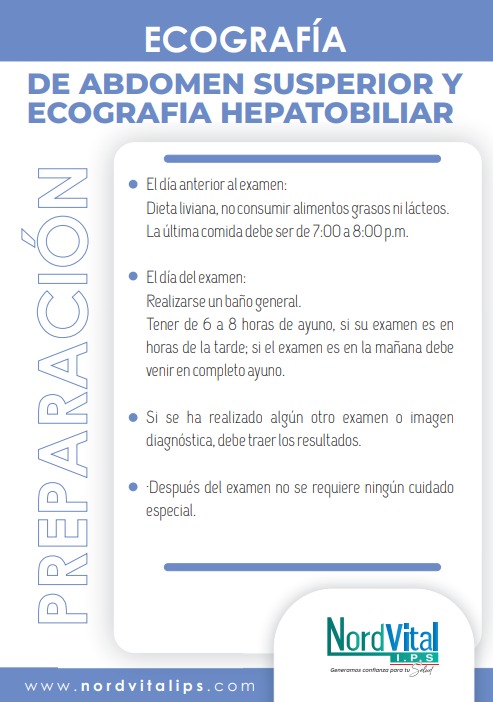 ECOGRAFÍA
DE ABDOMEN SUSPERIOR Y
ECOGRAFIA HEPATOBILIAR
PREPARACIÓN
El día anterior al examen:
Dieta liviana, no consumir alimentos grasos ni lácteos.
La última comida debe ser de 7:00 a 8:00 p.m.
El día del examen:
Realizarse un baño general.
Tener de 6 a 8 horas de ayuno, si su examen es en
horas de la tarde; si el examen es en la mañana debe
venir en completo ayuno.
Si se ha realizado algún otro examen o imagen
diagnóstica, debe traer los resultados.
·Después del examen no se requiere ningún cuidado
especial.
NordVital
I.P.S
Generamos confianza para tu Salud
www.nordvitalips.com